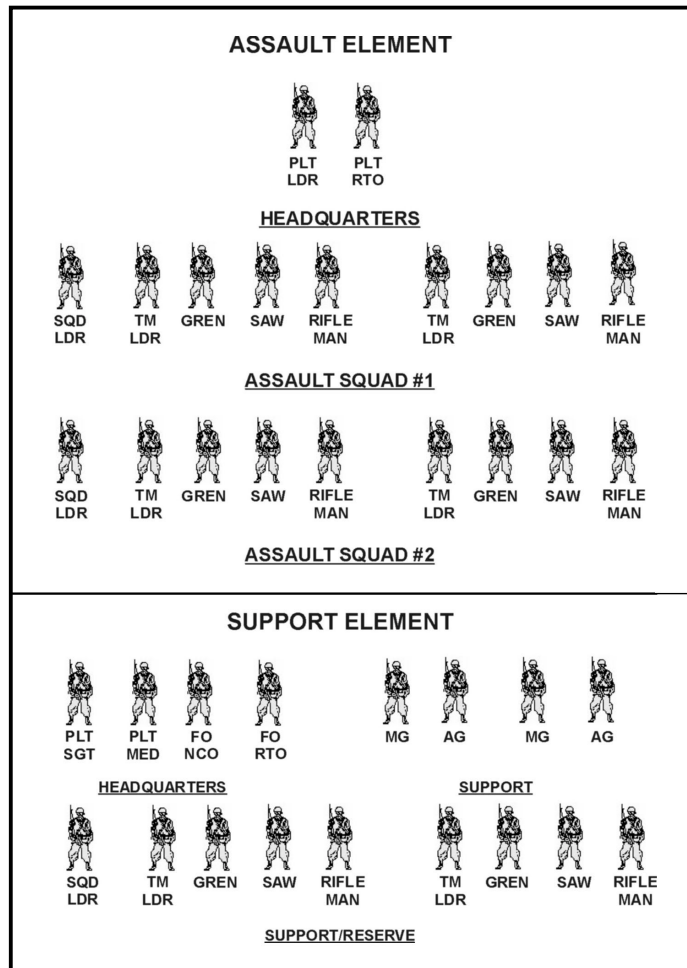 ASSAULT ELEMENT
PLT PLT
LDR RTO
HEADQUARTERS
SQD TM GREN SAW RIFLE TM GREN SAW RIFLE
LDR LDR MAN LDR MAN
ASSAULT SQUAD #1
SQD TM GREN SAW RIFLE TM GREN SAW RIFLE
LDR LDR MAN LDR MAN
ASSAULT SQUAD #2
SUPPORT ELEMENT
PLT PLT FO FO MG AG MG AG
SGT MED NCO RTO
HEADQUARTERS SUPPORT
SQD TM GREN SAW RIFLE TM GREN SAW RIFLE
LDR LDR MAN LDR MAN
SUPPORT/RESERVE